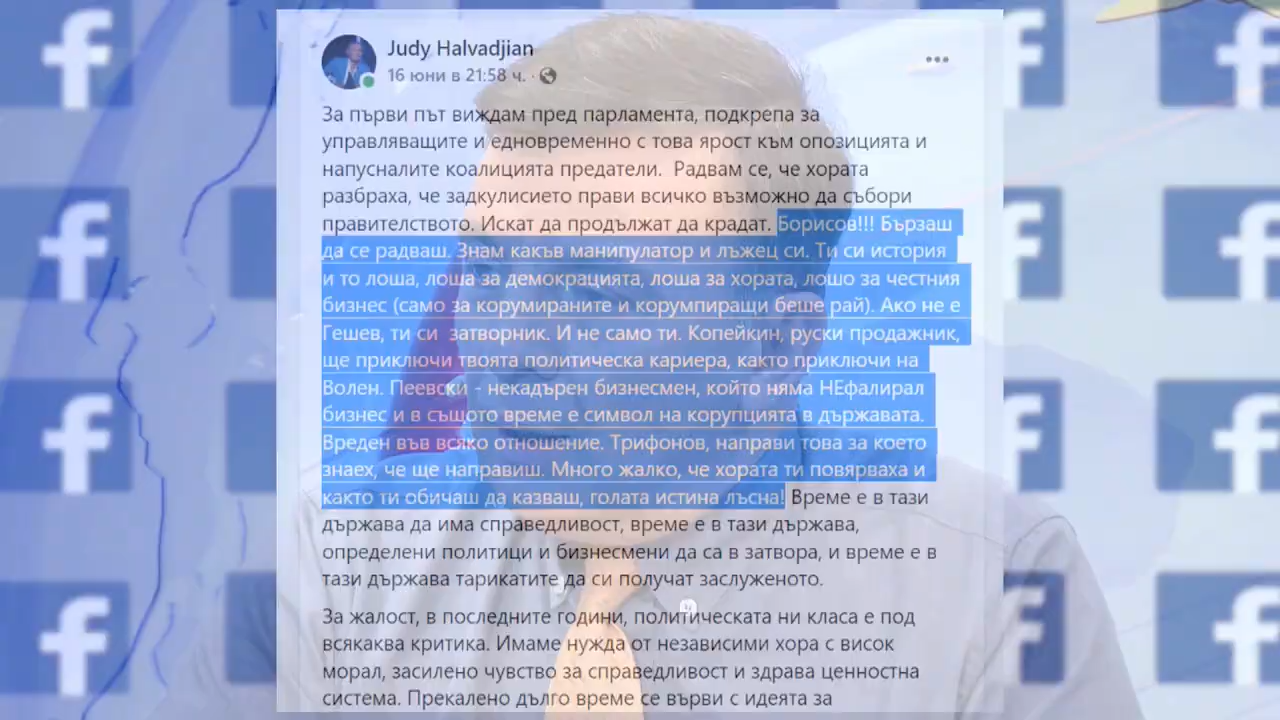 Judy Halvadjian
16 юни в 21:58 ч. ·
За първи път виждам пред парламента, подкрепа за
управляващите и едновременно с това ярост към опозицията и
напусналите коалицията предатели. Радвам се, че хората
разбраха, че задкулисието прави всичко възможно да събори
правителството. Искат да продължат да крадат. Борисов!!! Бързаш
да се радваш. Знам какъв манипулатор и лъжец си. Ти си история
и то лоша, лоша за демокрацията, лоша за хората, лошо за честния
бизнес (само за корумираните и корумпиращи беше рай). Ако не е
Гешев, ти си затворник. И не само ти. Копейкин, руски продажник,
ще приключи твоята политическа кариера, както приключи на
Волен. Пеевски - некадърен бизнесмен, който няма НЕфалирал
бизнес и в същото време е символ на корупцията в държавата.
Вреден във всяко отношение. Трифонов, направи това за което
знаех, че ще направиш. Много жалко, че хората ти повярваха и
както ти обичаш да казваш, голата истина лъсна! Време е в тази
държава да има справедливост, време е в тази държава,
определени политици и бизнесмени да са в затвора, и време е в
тази държава тарикатите да си получат заслуженото.
За жалост, в последните години, политическата ни класа е под
всякаква критика. Имаме нужда от независими хора с висок
морал, засилено чувство за справедливост и здрава ценностна
система. Прекалено дълго време се върви с идеята за